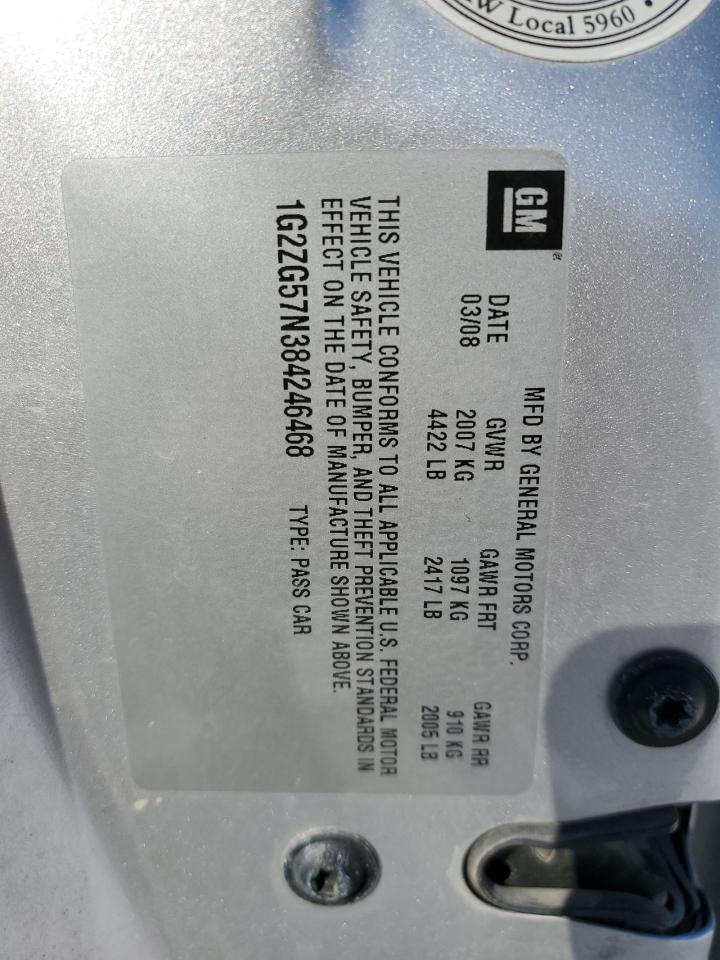 W Local 5960 •
GM®
MFD BY GENERAL MOTORS CORP.
DATE GVWR GAWR FRT GAWR RR
03/08 2007 KG 1097 KG 910 KG
4422 LB 2417 LB 2005 LB
THIS VEHICLE CONFORMS TO ALL APPLICABLE U.S. FEDERAL MOTOR
VEHICLE SAFETY, BUMPER, AND THEFT PREVENTION STANDARDS IN
EFFECT ON THE DATE OF MANUFACTURE SHOWN ABOVE.
1G2ZG57N384246468 TYPE: PASS CAR